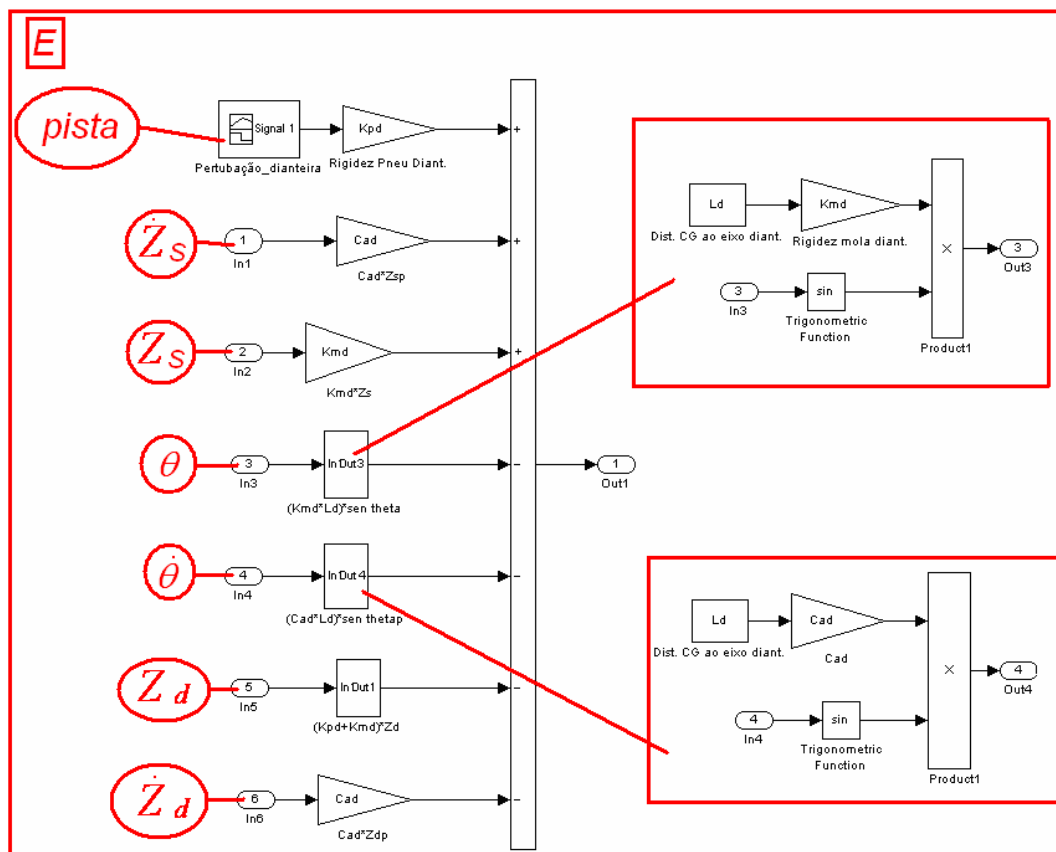 E
pista
Signal 1
Pertubação_dianteira
Kpd
Rigidez Pneu Diant.
+
Ż S
1
In1
Cad
Cad*Zsp
+
Z S
2
In2
Kmd
Kmd*Zs
+
θ
3
In3
In Out3
(Kmd*Ld)*sen theta
−
θ̇
4
In4
In Out4
(Cad*Ld)*sen thetap
−
Z d
5
In5
In Out1
(Kpd+Kmd)*Zd
−
Ż d
6
In6
Cad
Cad*Zdp
−
1
Out1
Ld
Dist. CG ao eixo diant.
Kmd
Rigidez mola diant.
3
In3
sin
Trigonometric
Function
×
Product1
3
Out3
Ld
Dist. CG ao eixo diant.
Cad
Cad
4
In4
sin
Trigonometric
Function
×
Product1
4
Out4